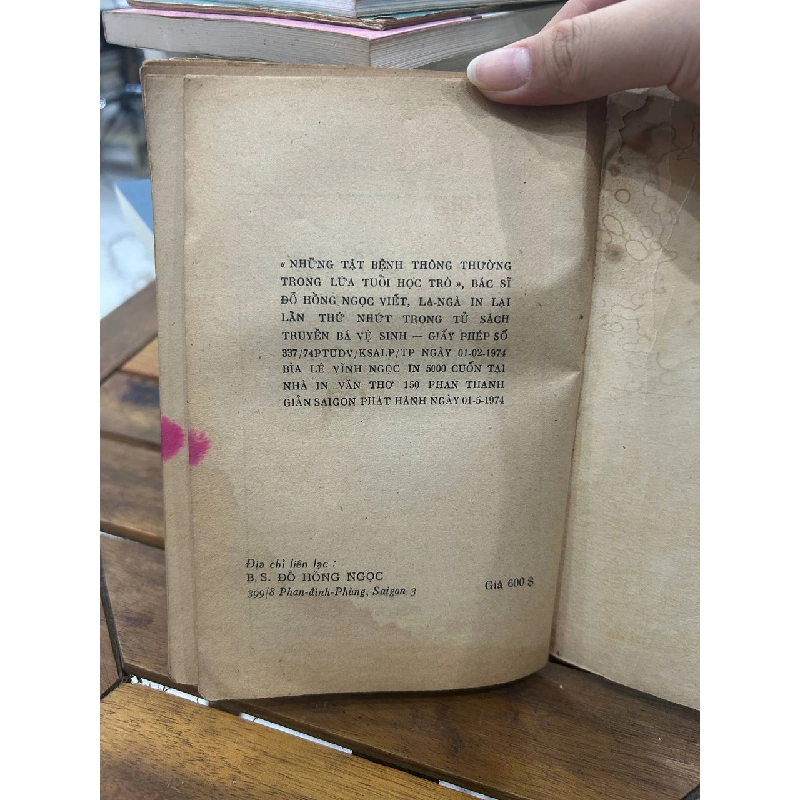 « NHỮNG TẬT BỆNH THÔNG THƯỜNG
TRONG LỨA TUỔI HỌC TRÒ », BÁC SĨ
ĐỖ HỒNG NGỌC VIẾT, LA-NGÀ IN LẠI
LẦN THỨ NHỨT TRONG TỦ SÁCH
TRUYỀN BÁ VỆ SINH — GIẤY PHÉP SỐ
337/74PTUDV/KSALP/TP NGÀY 01-02-1974
BÌA LÊ VĨNH NGỌC IN 5000 CUỐN TẠI
NHÀ IN VĂN THƠ 150 PHAN THANH
GIẢN SAIGON PHÁT HÀNH NGÀY 01-5-1974
Địa chỉ liên lạc :
B.S. ĐỖ HỒNG NGỌC
399/8 Phan-đình-Phùng, Saigon 3
Giá 600 $